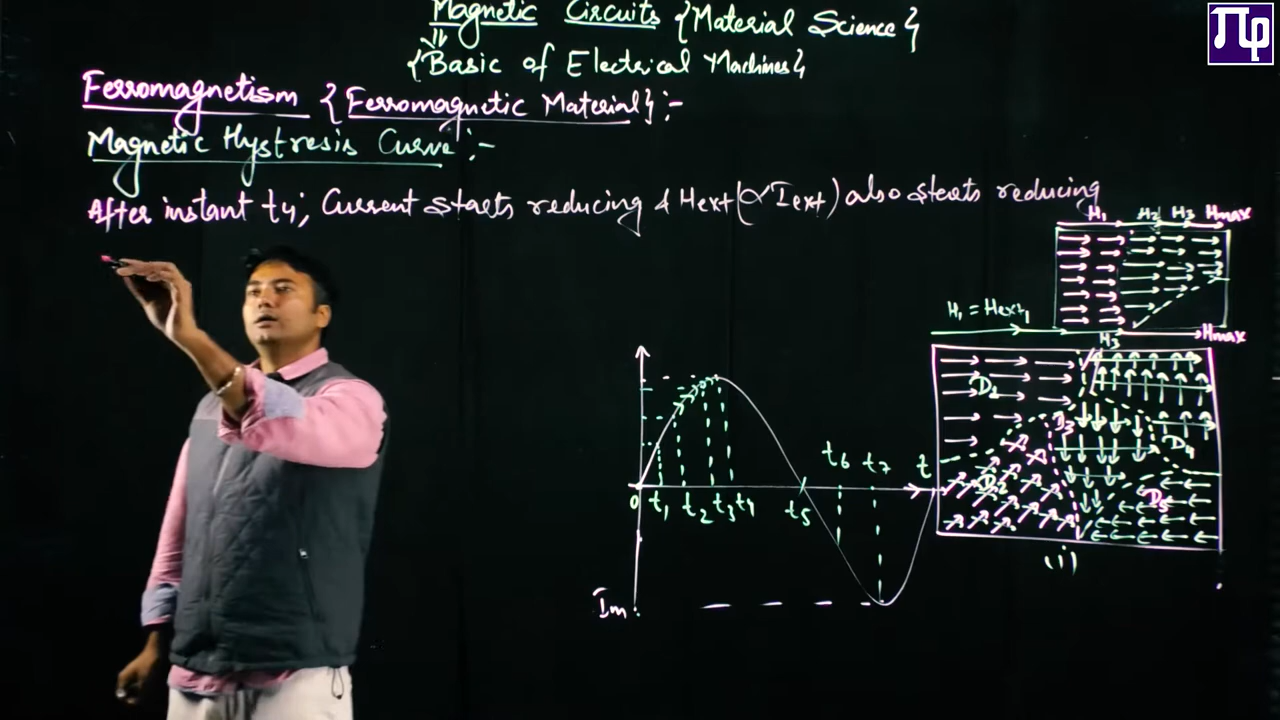 Magnetic Circuits {Material Science}
{Basic of Electrical Machines}
Ferromagnetism {Ferromagnetic Material}:-
Magnetic Hystresis Curve:-
After instant t4; Current starts reducing & Hext(∝Iext) also starts reducing
H1 H2 H3 Hmax
H1 = Hext1
H3 Hmax
D1
D3
D4
D2
D5
t6 t7 t
0 t1 t2 t3 t4 t5
(i)
Im
Πφ